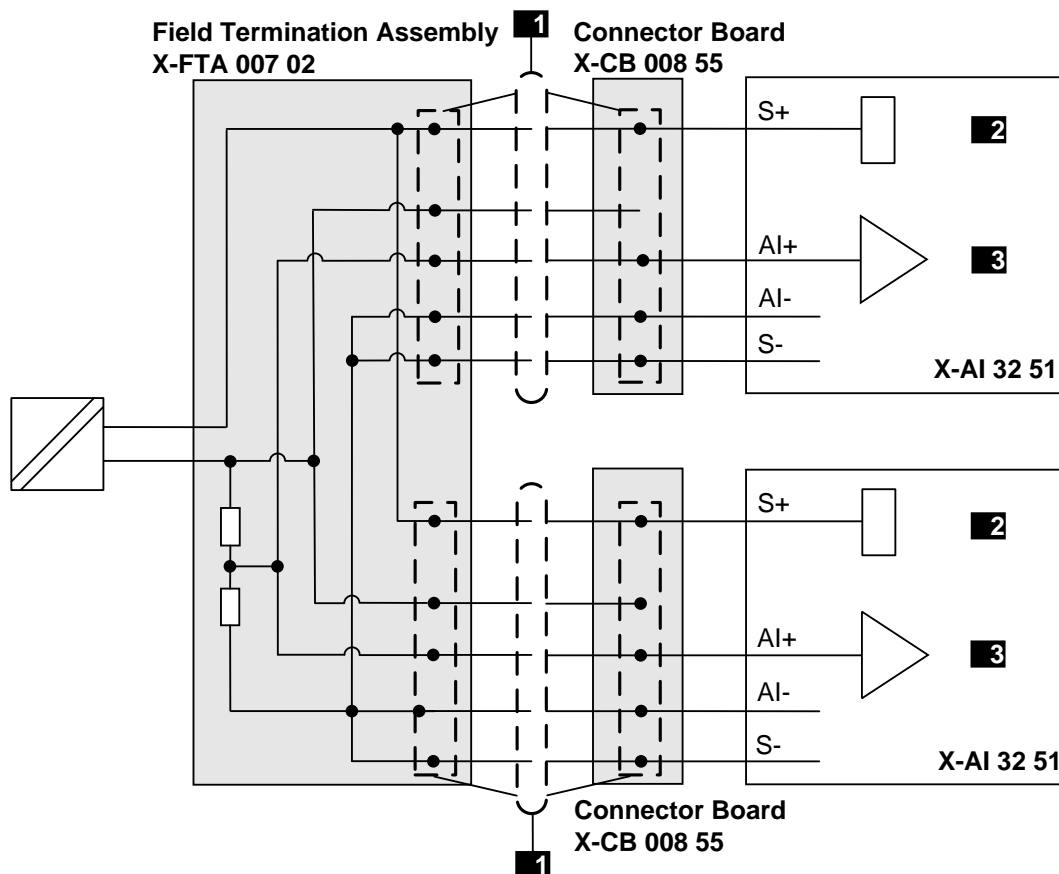 Field Termination Assembly
X-FTA 007 02
1
Connector Board
X-CB 008 55
S+
2
AI+
3
AI-
S-
X-AI 32 51
S+
2
AI+
3
AI-
S-
X-AI 32 51
Connector Board
X-CB 008 55
1